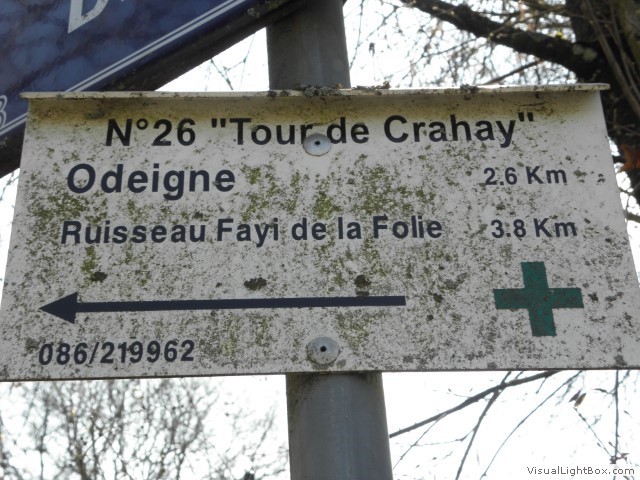 N°26 "Tour de Crahay"
Odeigne 2.6 Km
Ruisseau Fayi de la Folie 3.8 Km
086/219962
VisualLightBox.com